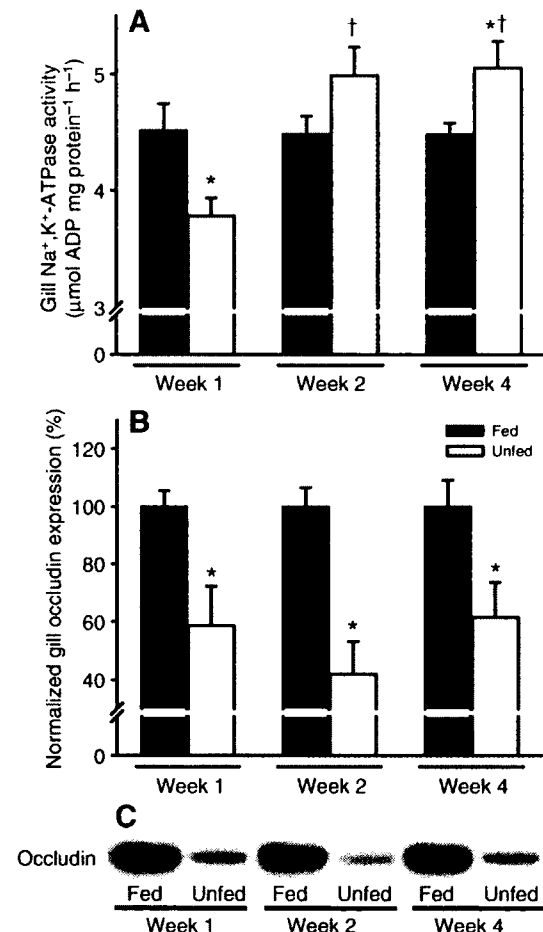 A
Gill Na⁺,K⁺-ATPase activity
(μmol ADP mg protein⁻¹ h⁻¹)
5
4
3
0
*
†
*†
Week 1
Week 2
Week 4
B
Fed
Unfed
Normalized gill occludin expression (%)
120
100
80
60
40
0
*
*
*
Week 1
Week 2
Week 4
C
Occludin
Fed Unfed Fed Unfed Fed Unfed
Week 1 Week 2 Week 4